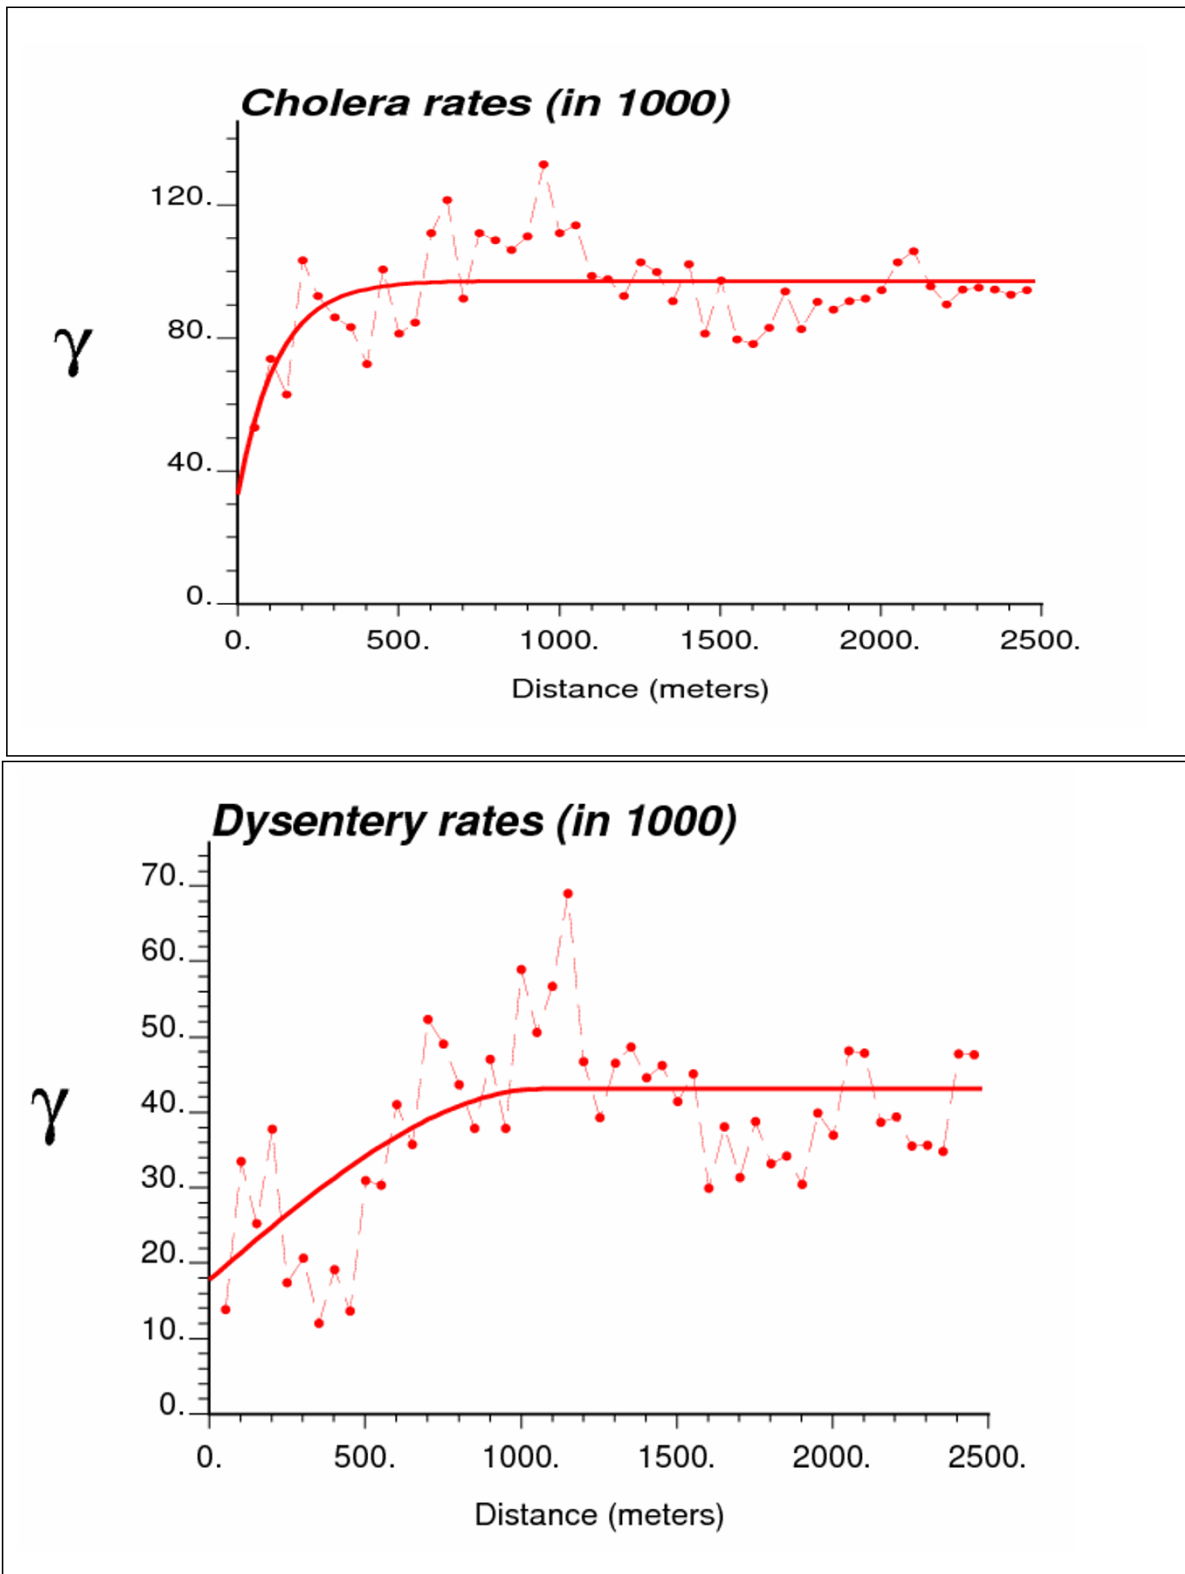 Cholera rates (in 1000)
120.
80.
40.
0.
γ
0. 500. 1000. 1500. 2000. 2500.
Distance (meters)
Dysentery rates (in 1000)
70.
60.
50.
40.
30.
20.
10.
0.
γ
0. 500. 1000. 1500. 2000. 2500.
Distance (meters)